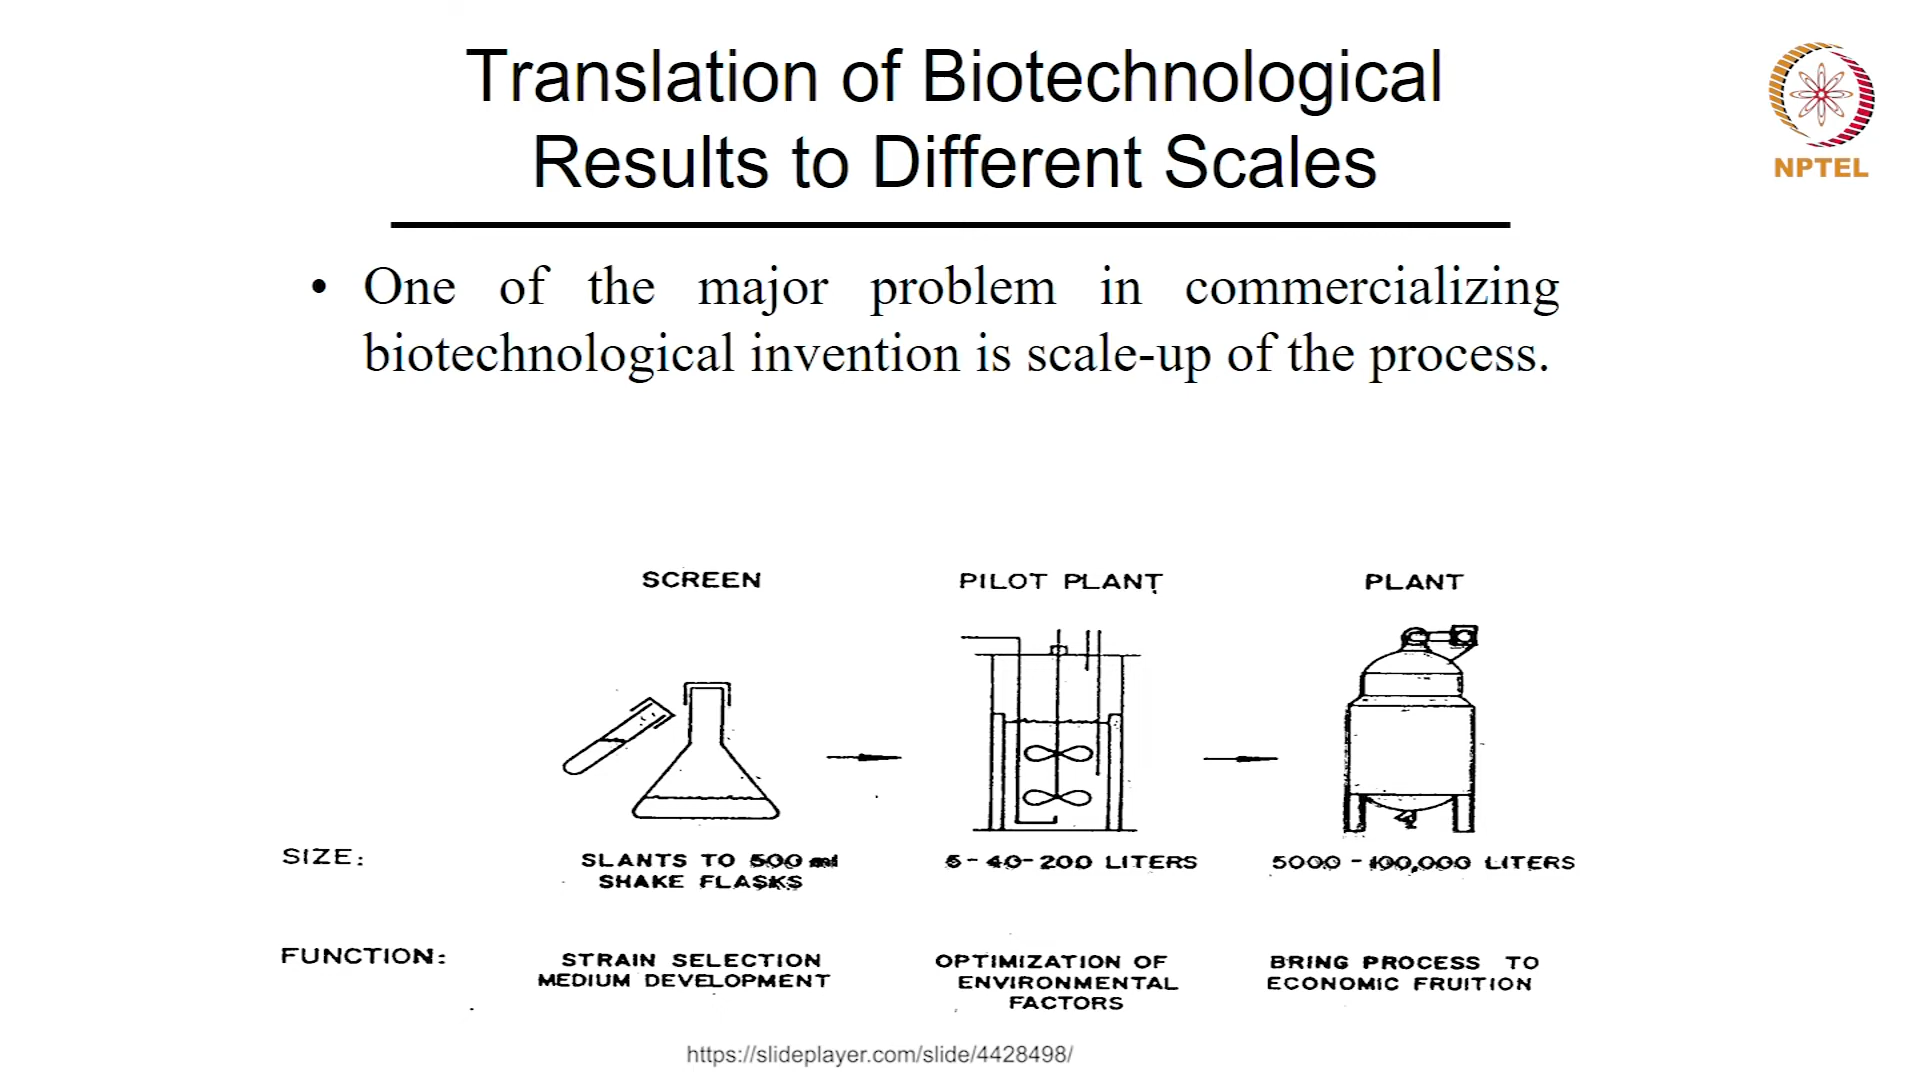 Translation of Biotechnological
Results to Different Scales
NPTEL
• One of the major problem in commercializing
biotechnological invention is scale-up of the process.
SCREEN PILOT PLANT PLANT
SIZE: SLANTS TO 500 ml 5-40-200 LITERS 5000-100,000 LITERS
SHAKE FLASKS
FUNCTION: STRAIN SELECTION OPTIMIZATION OF BRING PROCESS TO
MEDIUM DEVELOPMENT ENVIRONMENTAL ECONOMIC FRUITION
FACTORS
https://slideplayer.com/slide/4428498/